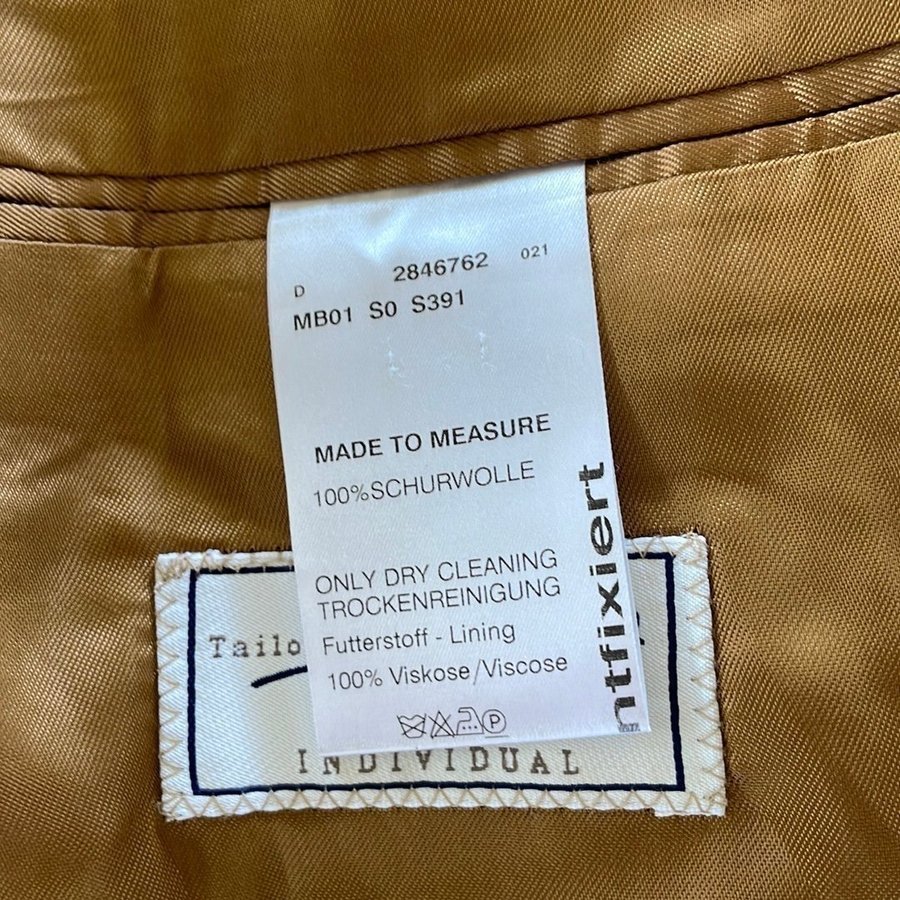 D 2846762 021
MB01 S0 S391
MADE TO MEASURE
100%SCHURWOLLE
ONLY DRY CLEANING
TROCKENREINIGUNG
Futterstoff - Lining
100% Viskose/Viscose
P
ntfixiert
Tailo
INDIVIDUAL